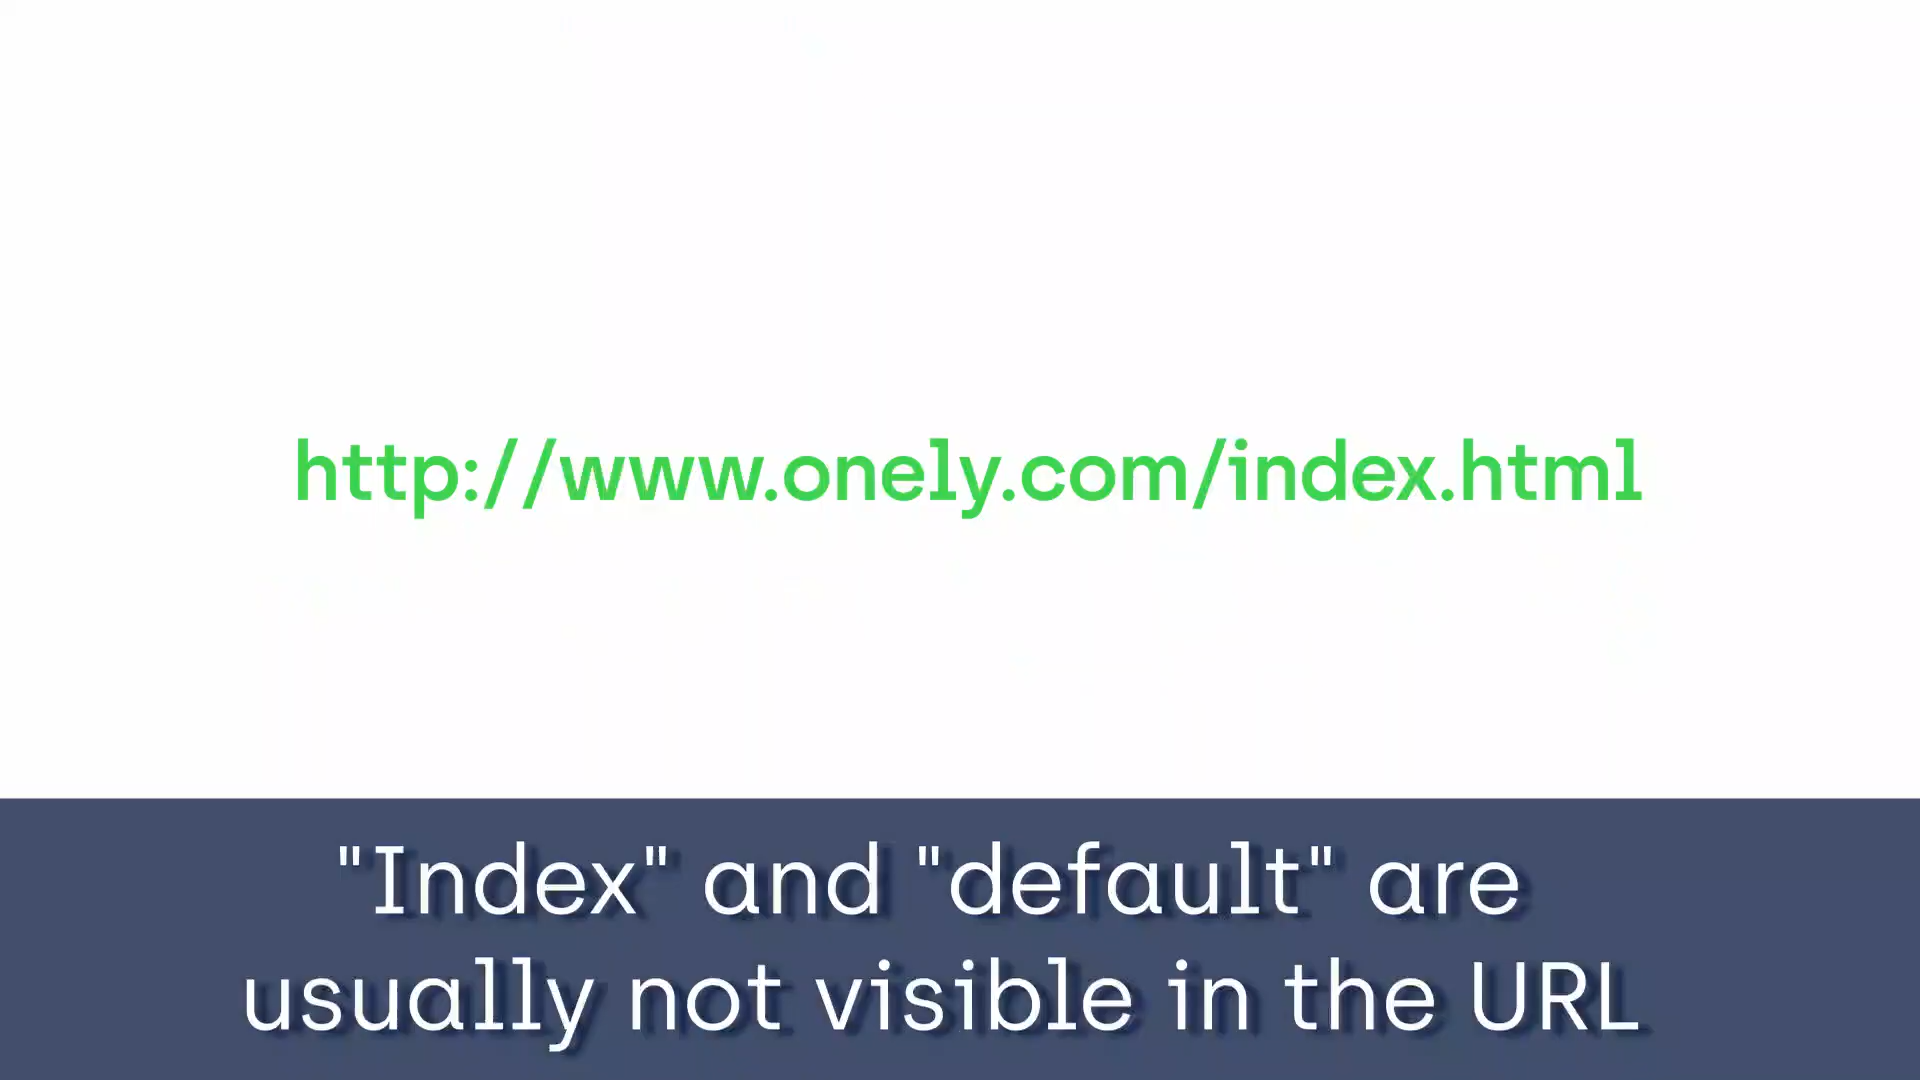 http://www.onely.com/index.html
"Index" and "default" are
usually not visible in the URL